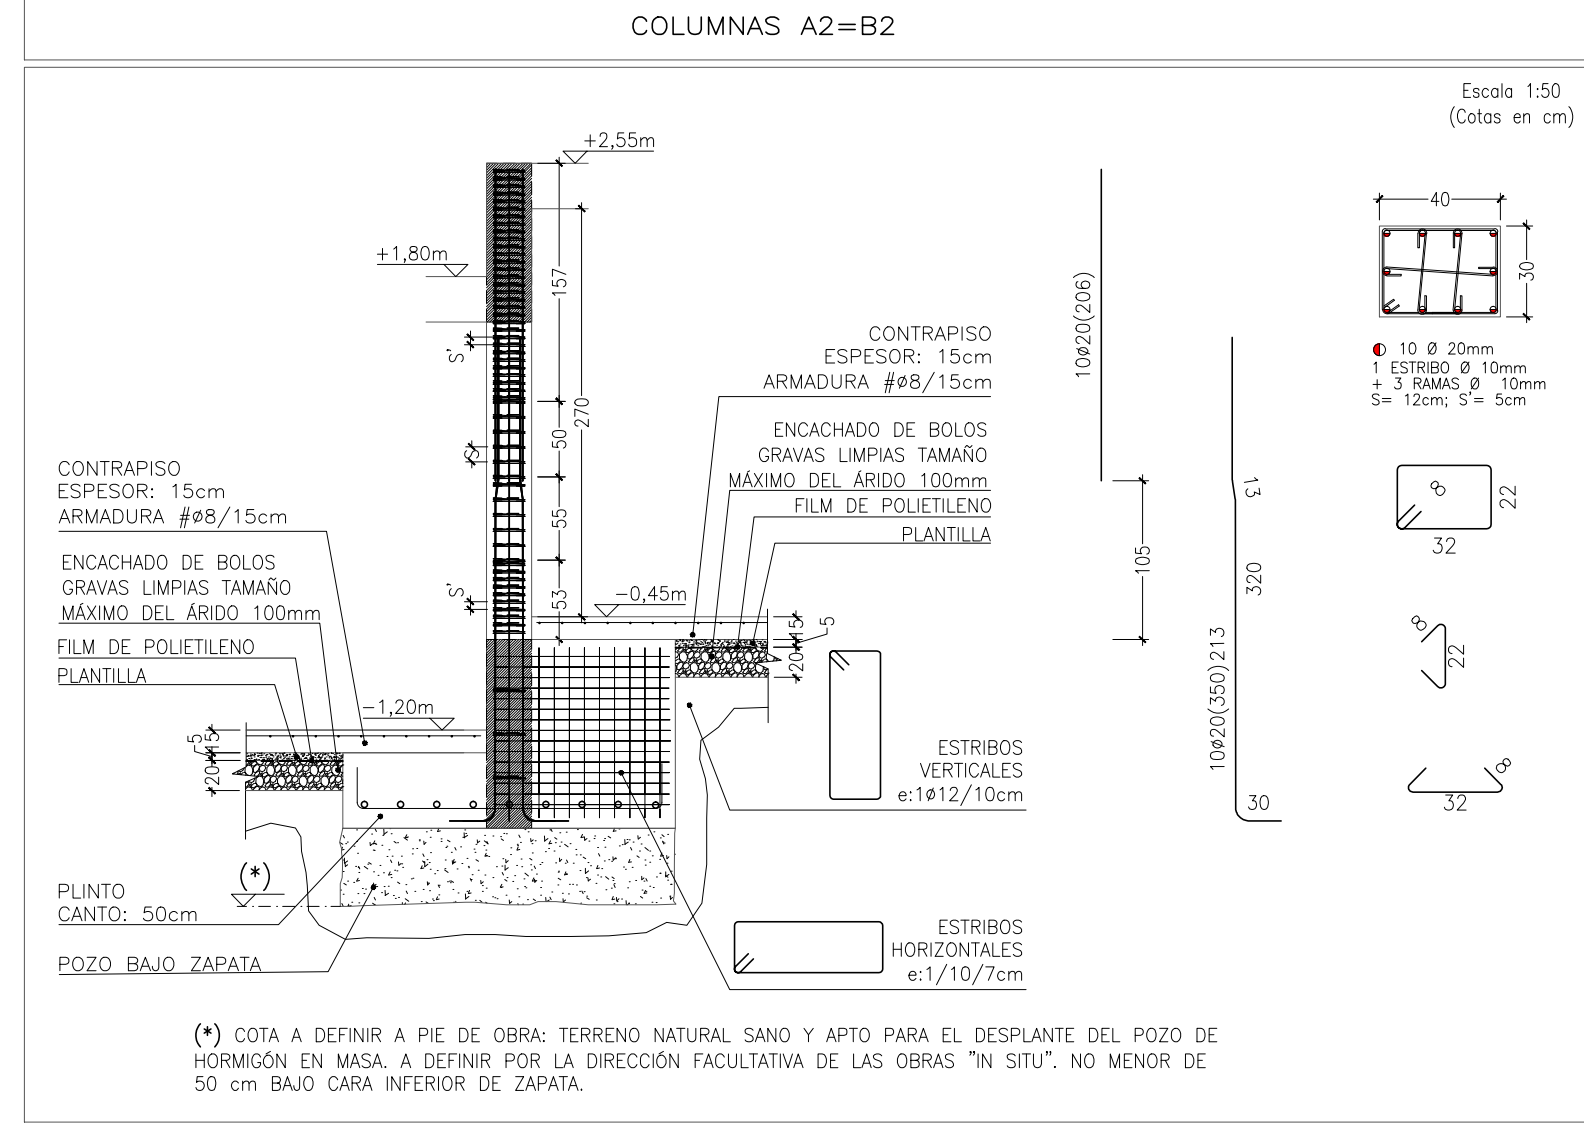 COLUMNAS A2=B2
Escala 1:50
(Cotas en cm)
+2,55m
+1,80m
157
270
S'
50
S
55
S'
53
-0,45m
15
5
20
-1,20m
5
15
20
CONTRAPISO
ESPESOR: 15cm
ARMADURA #ø8/15cm
ENCACHADO DE BOLOS
GRAVAS LIMPIAS TAMAÑO
MÁXIMO DEL ÁRIDO 100mm
FILM DE POLIETILENO
PLANTILLA
CONTRAPISO
ESPESOR: 15cm
ARMADURA #ø8/15cm
ENCACHADO DE BOLOS
GRAVAS LIMPIAS TAMAÑO
MÁXIMO DEL ÁRIDO 100mm
FILM DE POLIETILENO
PLANTILLA
(*)
PLINTO
CANTO: 50cm
POZO BAJO ZAPATA
ESTRIBOS
VERTICALES
e:1ø12/10cm
ESTRIBOS
HORIZONTALES
e:1/10/7cm
10ø20(206)
105
13
320
10ø20(350)213
30
40
30
10 Ø 20mm
1 ESTRIBO Ø 10mm
+ 3 RAMAS Ø 10mm
S= 12cm; S'= 5cm
8
22
32
8
22
8
32
(*) COTA A DEFINIR A PIE DE OBRA: TERRENO NATURAL SANO Y APTO PARA EL DESPLANTE DEL POZO DE
HORMIGÓN EN MASA. A DEFINIR POR LA DIRECCIÓN FACULTATIVA DE LAS OBRAS "IN SITU". NO MENOR DE
50 cm BAJO CARA INFERIOR DE ZAPATA.